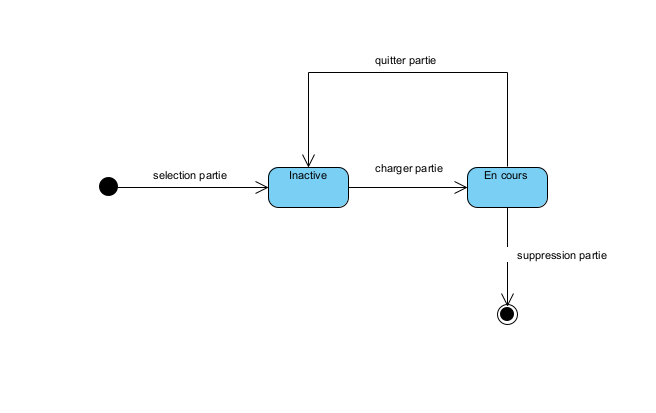 quitter partie
selection partie
Inactive
charger partie
En cours
suppression partie